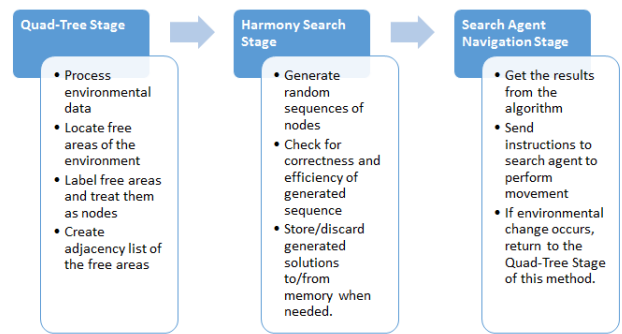 Quad-Tree Stage
• Process
environmental
data
• Locate free
areas of the
environment
• Label free areas
and treat them
as nodes
• Create
adjacency list of
the free areas
Harmony Search
Stage
• Generate
random
sequences of
nodes
• Check for
correctness and
efficiency of
generated
sequence
• Store/discard
generated
solutions
to/from
memory when
needed.
Search Agent
Navigation Stage
• Get the results
from the
algorithm
• Send
instructions to
search agent to
perform
movement
• If environmental
change occurs,
return to the
Quad-Tree Stage
of this method.